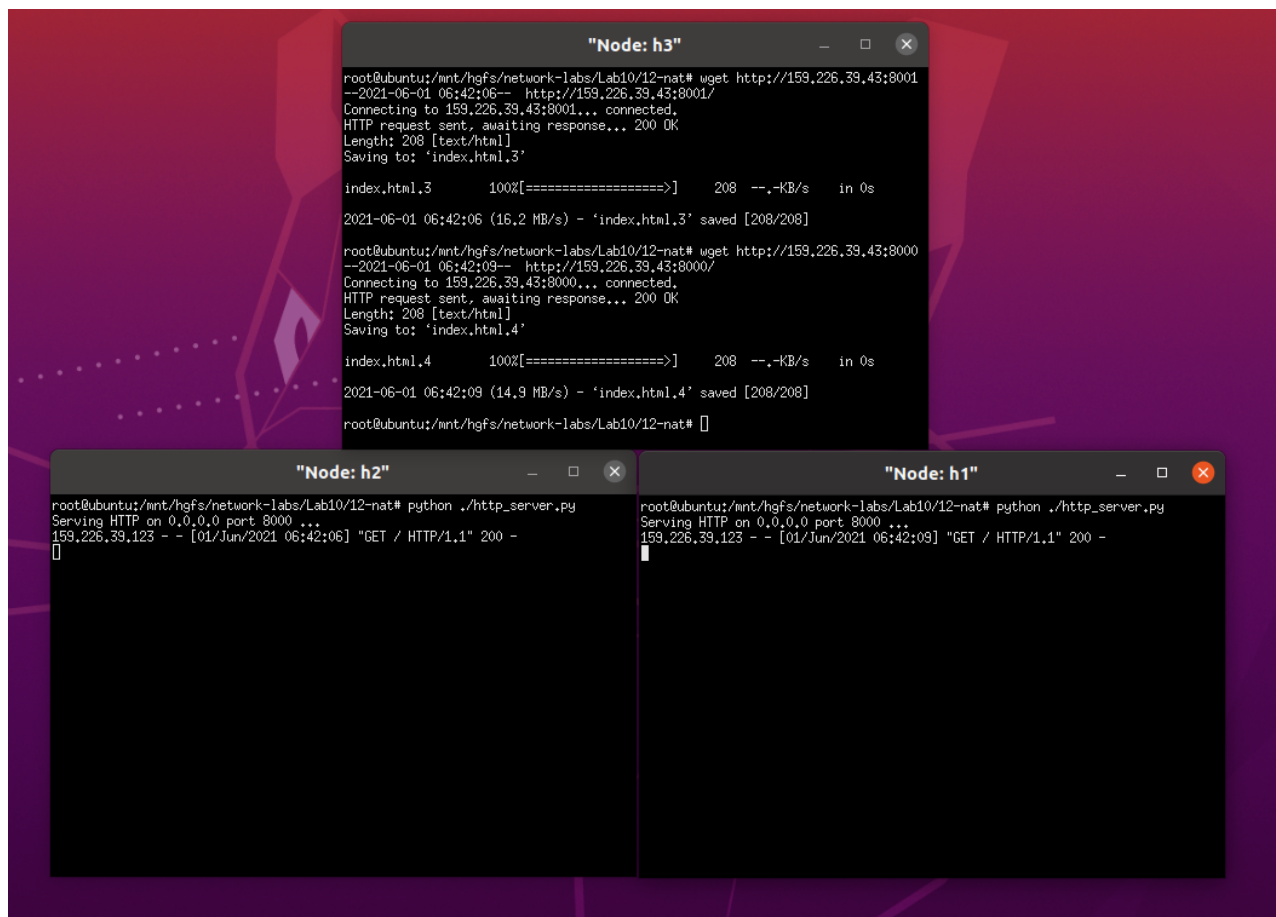 "Node: h3"
root@ubuntu:/mnt/hgfs/network-labs/Lab10/12-nat# wget http://159.226.39.43:8001
--2021-06-01 06:42:06--  http://159.226.39.43:8001/
Connecting to 159.226.39.43:8001... connected.
HTTP request sent, awaiting response... 200 OK
Length: 208 [text/html]
Saving to: ‘index.html.3’
index.html.3        100%[===================>]     208  --.-KB/s    in 0s
2021-06-01 06:42:06 (16.2 MB/s) - ‘index.html.3’ saved [208/208]
root@ubuntu:/mnt/hgfs/network-labs/Lab10/12-nat# wget http://159.226.39.43:8000
--2021-06-01 06:42:09--  http://159.226.39.43:8000/
Connecting to 159.226.39.43:8000... connected.
HTTP request sent, awaiting response... 200 OK
Length: 208 [text/html]
Saving to: ‘index.html.4’
index.html.4        100%[===================>]     208  --.-KB/s    in 0s
2021-06-01 06:42:09 (14.9 MB/s) - ‘index.html.4’ saved [208/208]
root@ubuntu:/mnt/hgfs/network-labs/Lab10/12-nat#
"Node: h2"
root@ubuntu:/mnt/hgfs/network-labs/Lab10/12-nat# python ./http_server.py
Serving HTTP on 0.0.0.0 port 8000 ...
159.226.39.123 - - [01/Jun/2021 06:42:06] "GET / HTTP/1.1" 200 -
"Node: h1"
root@ubuntu:/mnt/hgfs/network-labs/Lab10/12-nat# python ./http_server.py
Serving HTTP on 0.0.0.0 port 8000 ...
159.226.39.123 - - [01/Jun/2021 06:42:09] "GET / HTTP/1.1" 200 -